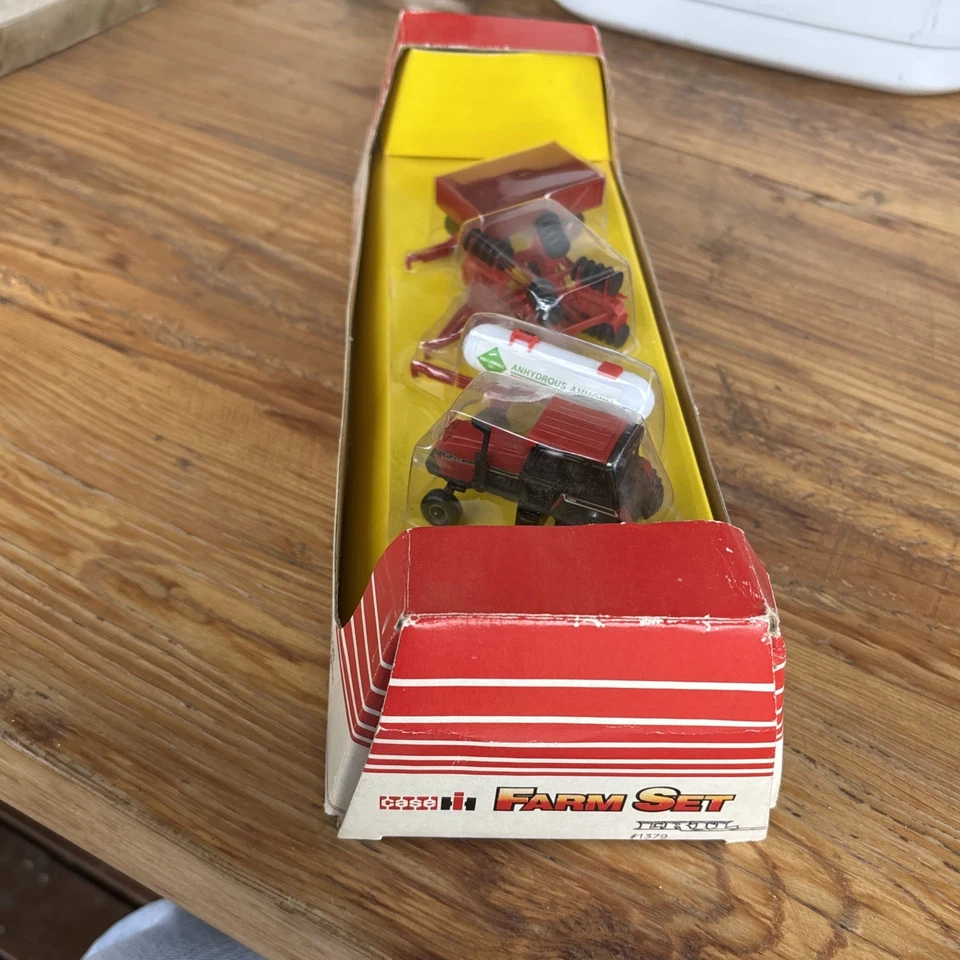 ANHYDROUS AMMONIA
case IH FARM SET
ERTL
#1379